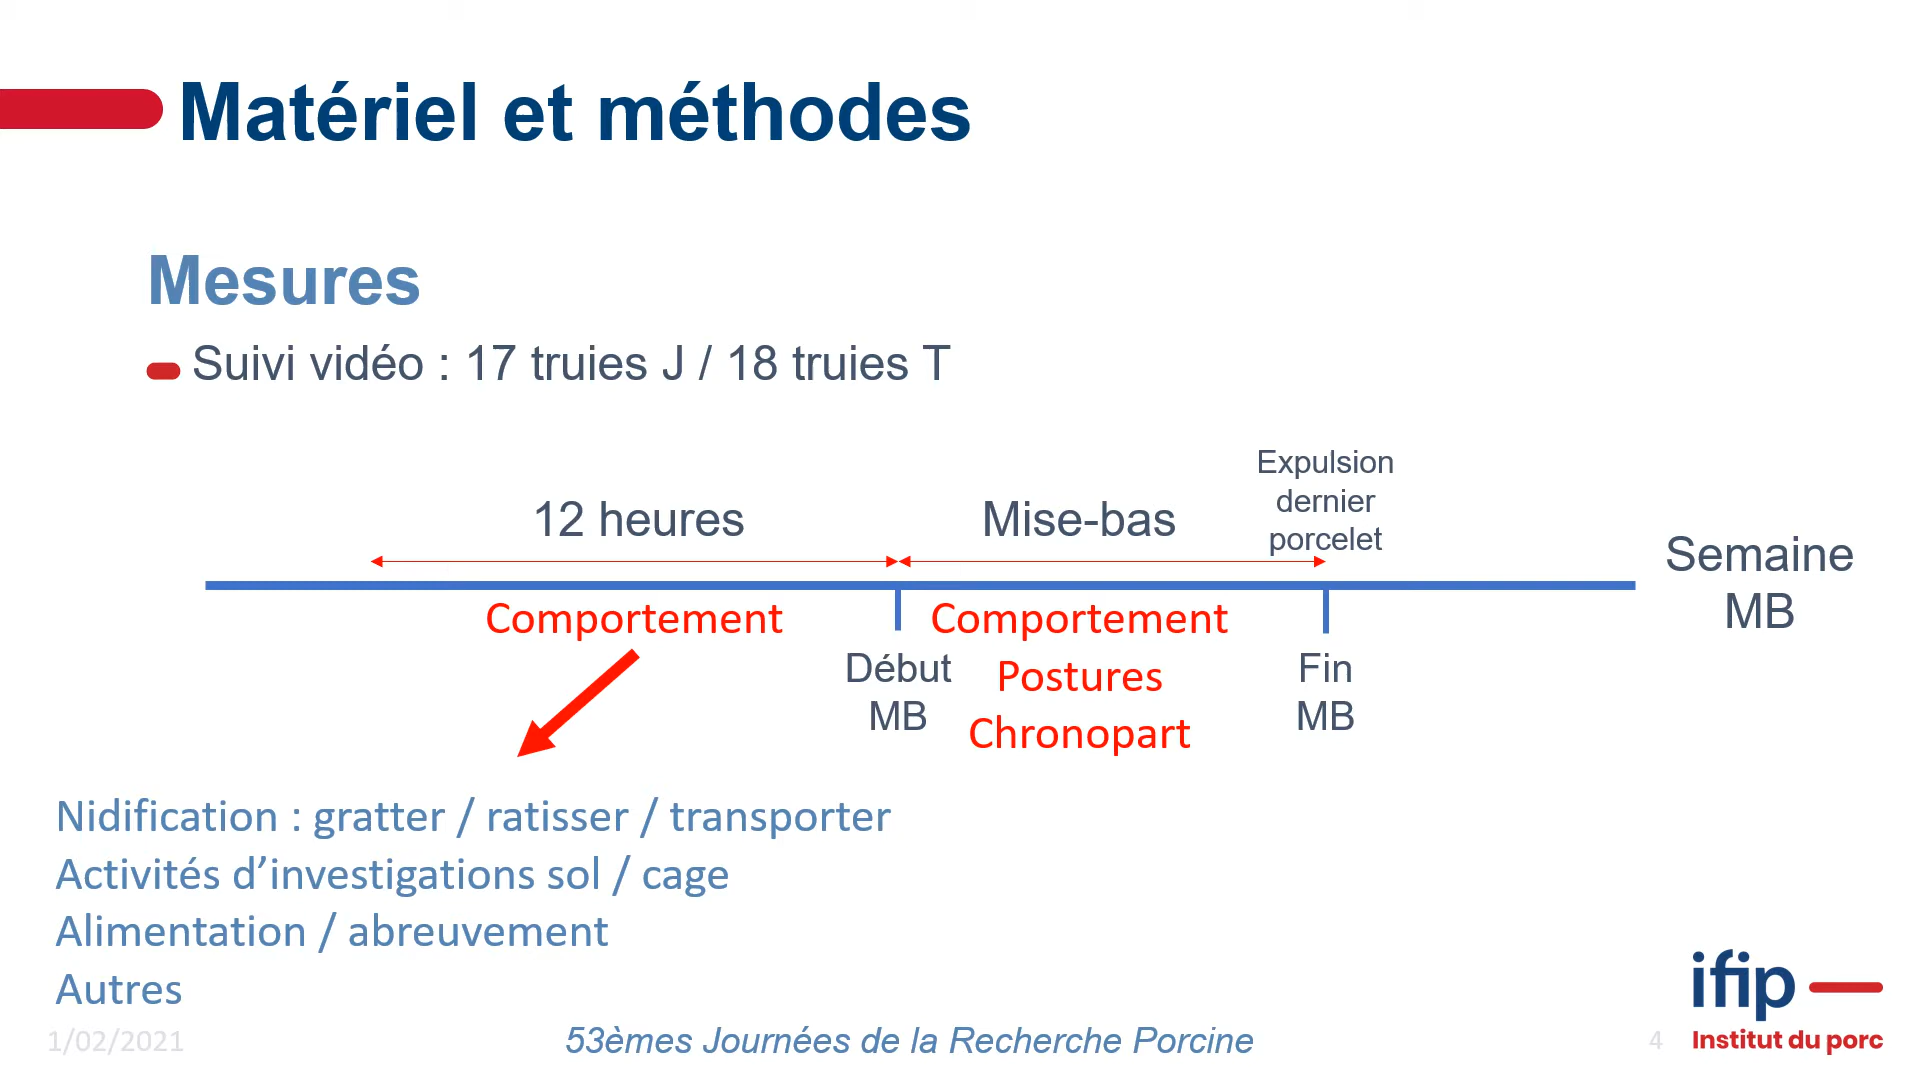 Matériel et méthodes
Mesures
Suivi vidéo : 17 truies J / 18 truies T
12 heures
Mise-bas
Expulsion
dernier
porcelet
Semaine
MB
Comportement
Début
MB
Comportement
Postures
Chronopart
Fin
MB
Nidification : gratter / ratisser / transporter
Activités d’investigations sol / cage
Alimentation / abreuvement
Autres
1/02/2021
53èmes Journées de la Recherche Porcine
4
ifip
Institut du porc